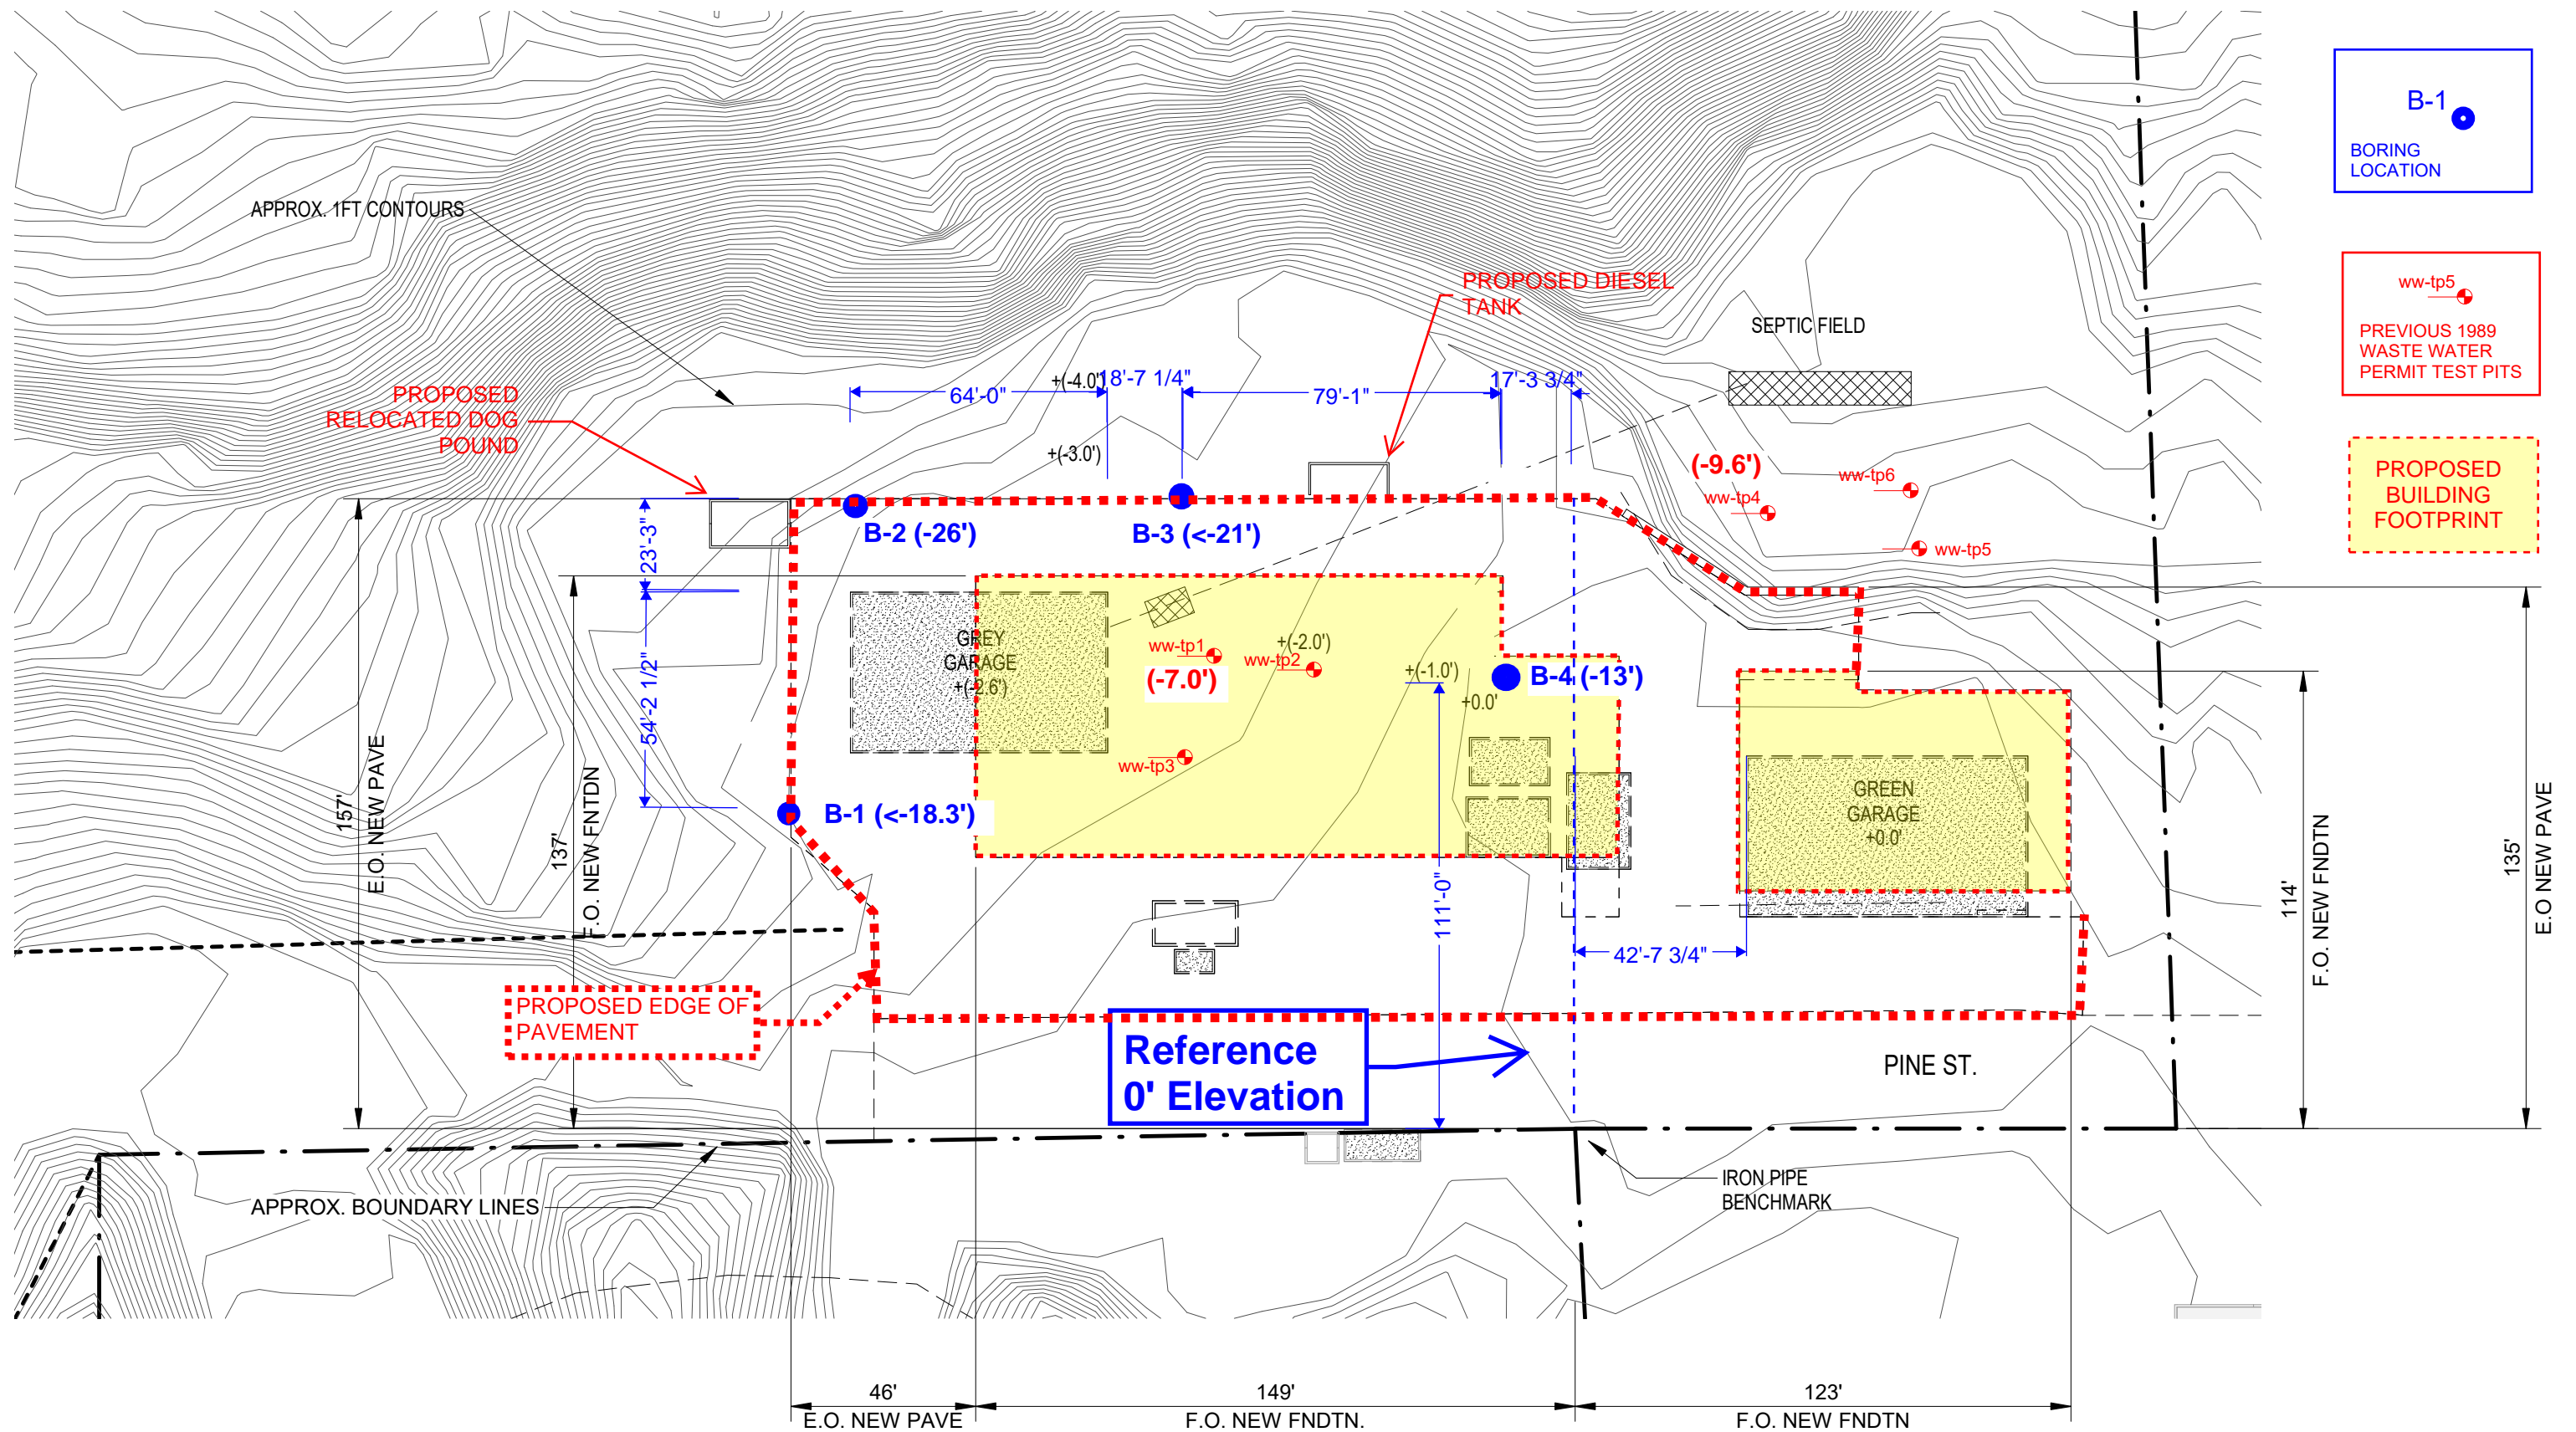 B-1
BORING
LOCATION
ww-tp5
PREVIOUS 1989
WASTE WATER
PERMIT TEST PITS
PROPOSED
BUILDING
FOOTPRINT
APPROX. 1FT CONTOURS
PROPOSED DIESEL
TANK
SEPTIC FIELD
PROPOSED
RELOCATED DOG
POUND
+(-4.0')
18'-7 1/4"
64'-0"
79'-1"
17'-3 3/4"
+(-3.0')
(-9.6')
ww-tp4
ww-tp6
ww-tp5
B-2 (-26')
B-3 (<-21')
23'-3"
54'-2 1/2"
GREY
GARAGE
+(-2.6')
ww-tp1
(-7.0')
ww-tp2
+(-2.0')
+(-1.0')
+0.0'
B-4 (-13')
ww-tp3
B-1 (<-18.3')
GREEN
GARAGE
+0.0'
157'
E.O. NEW PAVE
137'
F.O. NEW FNTDN
111'-0"
42'-7 3/4"
114'
F.O. NEW FNDTN
135'
E.O NEW PAVE
PROPOSED EDGE OF
PAVEMENT
Reference
0' Elevation
PINE ST.
APPROX. BOUNDARY LINES
IRON PIPE
BENCHMARK
46'
E.O. NEW PAVE
149'
F.O. NEW FNDTN.
123'
F.O. NEW FNDTN